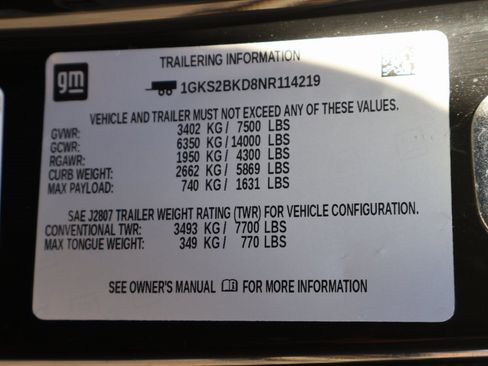 gm
TRAILERING INFORMATION
1GKS2BKD8NR114219
VEHICLE AND TRAILER MUST NOT EXCEED ANY OF THESE VALUES.
GVWR: 3402 KG / 7500 LBS
GCWR: 6350 KG / 14000 LBS
RGAWR: 1950 KG / 4300 LBS
CURB WEIGHT: 2662 KG / 5869 LBS
MAX PAYLOAD: 740 KG / 1631 LBS
SAE J2807 TRAILER WEIGHT RATING (TWR) FOR VEHICLE CONFIGURATION.
CONVENTIONAL TWR: 3493 KG / 7700 LBS
MAX TONGUE WEIGHT: 349 KG / 770 LBS
SEE OWNER'S MANUAL FOR MORE INFORMATION